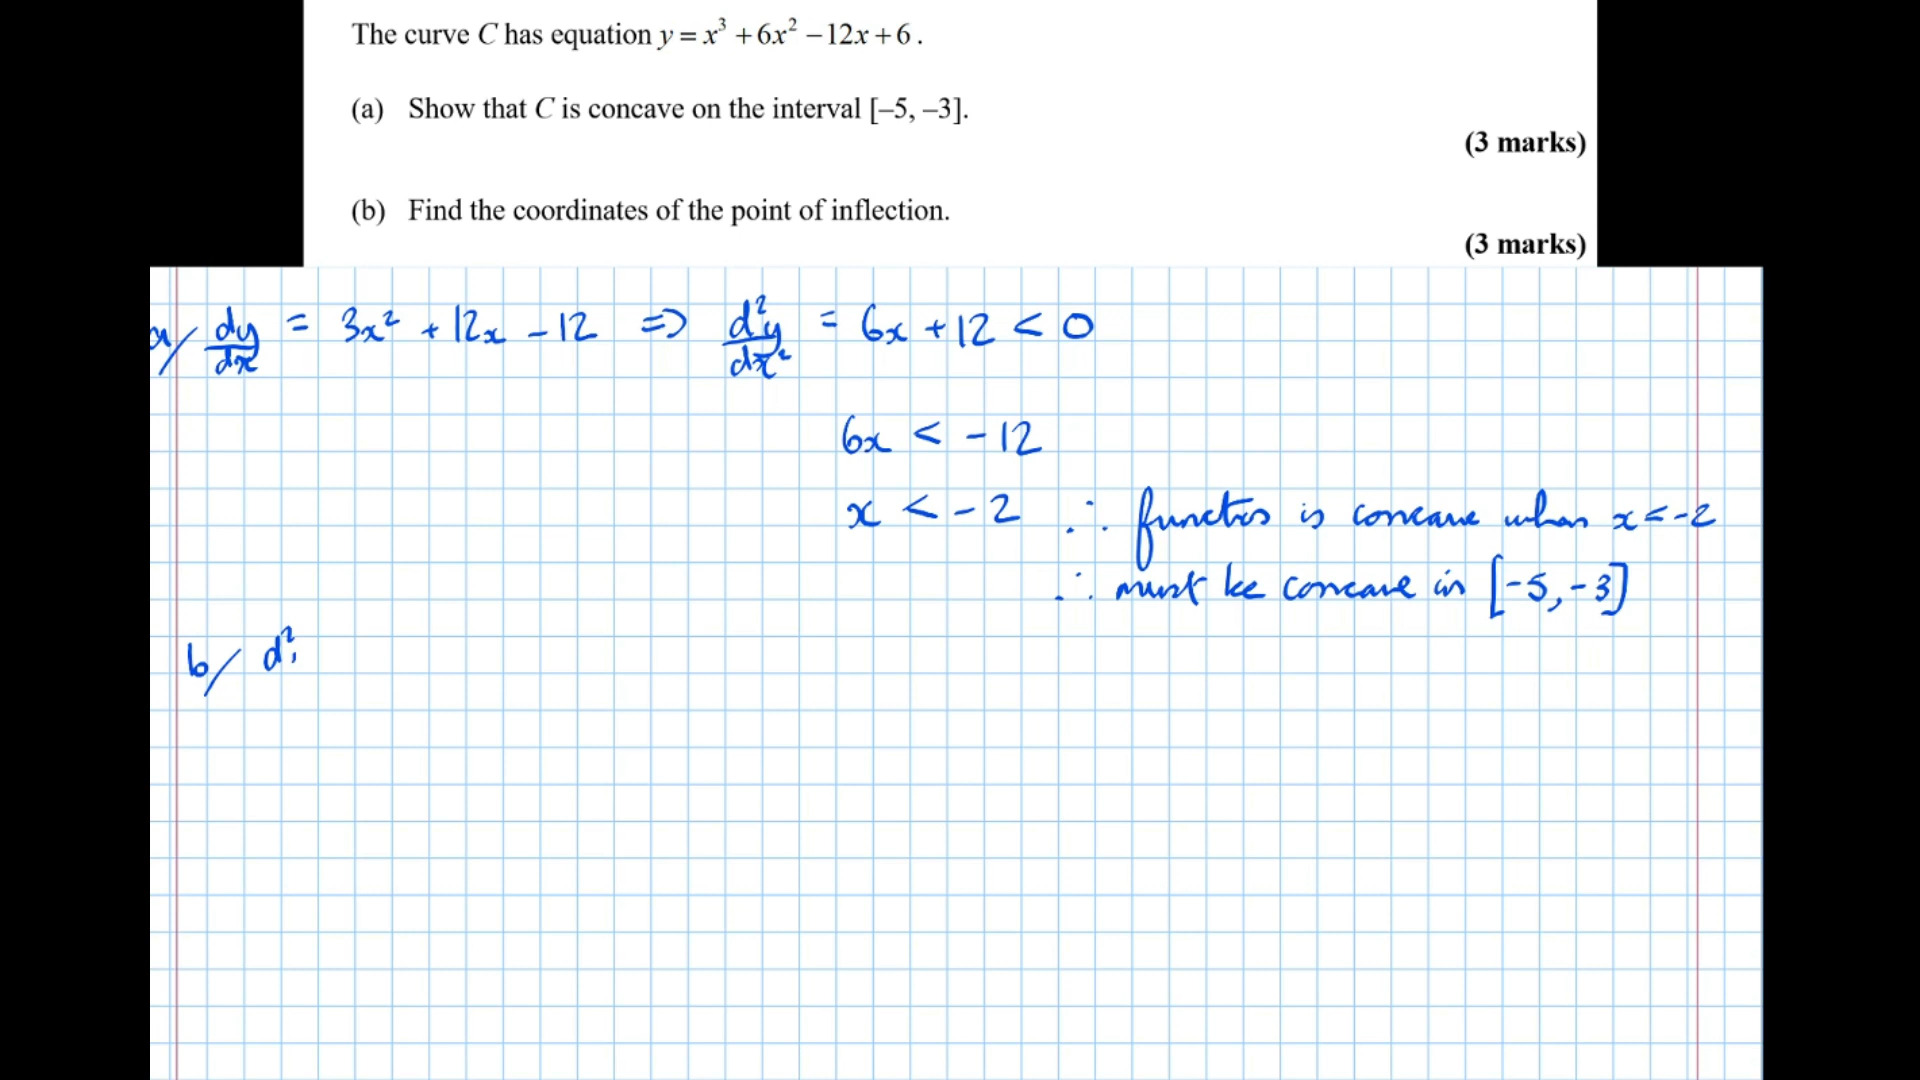 The curve C has equation y = x³ + 6x² − 12x + 6 .
(a) Show that C is concave on the interval [–5, –3].
(3 marks)
(b) Find the coordinates of the point of inflection.
(3 marks)
a/ dy/dx = 3x² + 12x - 12 => d²y/dx² = 6x + 12 < 0
6x < -12
x < -2 ∴ function is concave when x < -2
∴ must be concave in [-5, -3]
b/ d²